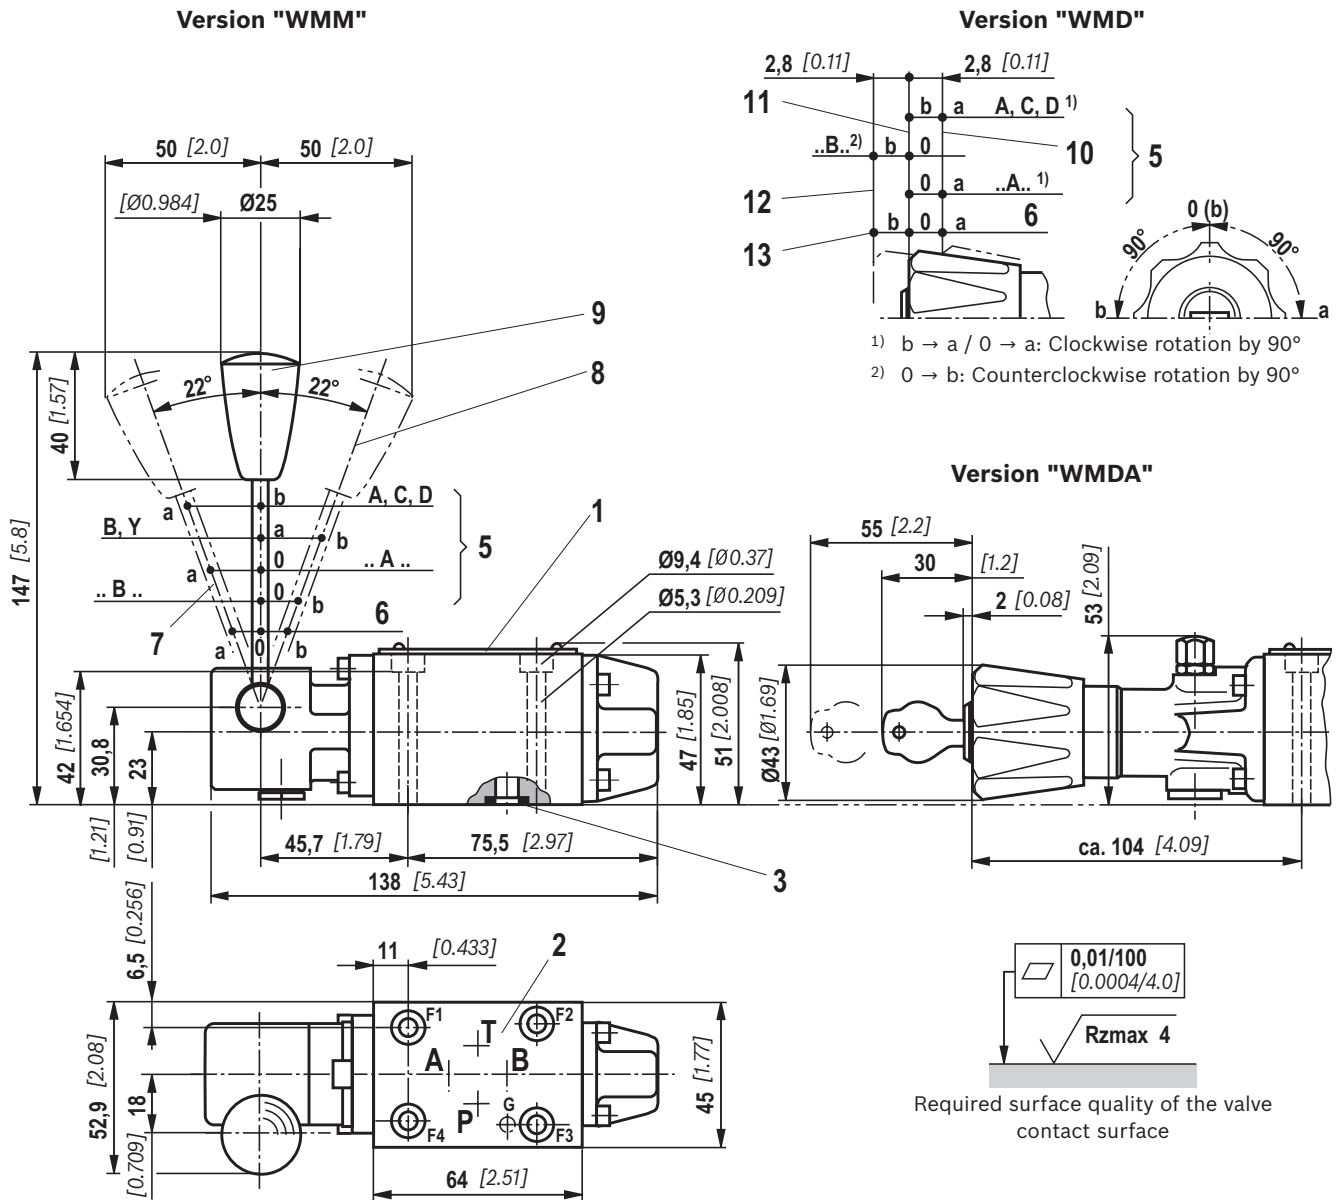 Version "WMM"
50 [2.0]
50 [2.0]
[Ø0.984] Ø25
9
8
22°
22°
40 [1.57]
147 [5.8]
a
b
A, C, D
B, Y
a
b
a
0
.. A ..
.. B ..
0
b
5
7
a
0
b
6
1
Ø9,4 [Ø0.37]
Ø5,3 [Ø0.209]
42 [1.654]
30,8
[1.21]
23
[0.91]
47 [1.85]
51 [2.008]
45,7 [1.79]
75,5 [2.97]
138 [5.43]
3
6,5 [0.256]
11 [0.433]
2
F1
F2
T
A
B
P
G
F4
F3
52,9 [2.08]
18
[0.709]
45 [1.77]
64 [2.51]
Version "WMD"
2,8 [0.11]
2,8 [0.11]
11
b a A, C, D 1)
..B..2) b 0
10
5
12
0 a ..A.. 1)
13
b 0 a
6
0 (b)
90°
90°
b
a
1) b → a / 0 → a: Clockwise rotation by 90°
2) 0 → b: Counterclockwise rotation by 90°
Version "WMDA"
55 [2.2]
30 [1.2]
2 [0.08]
53 [2.09]
Ø43 [Ø1.69]
ca. 104 [4.09]
0,01/100
[0.0004/4.0]
Rzmax 4
Required surface quality of the valve
contact surface